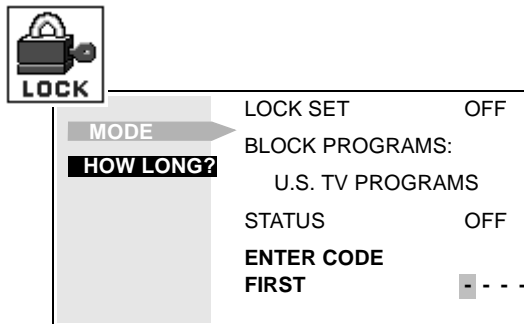 LOCK
MODE
HOW LONG?
LOCK SET OFF
BLOCK PROGRAMS:
U.S. TV PROGRAMS
STATUS OFF
ENTER CODE
FIRST - - - -